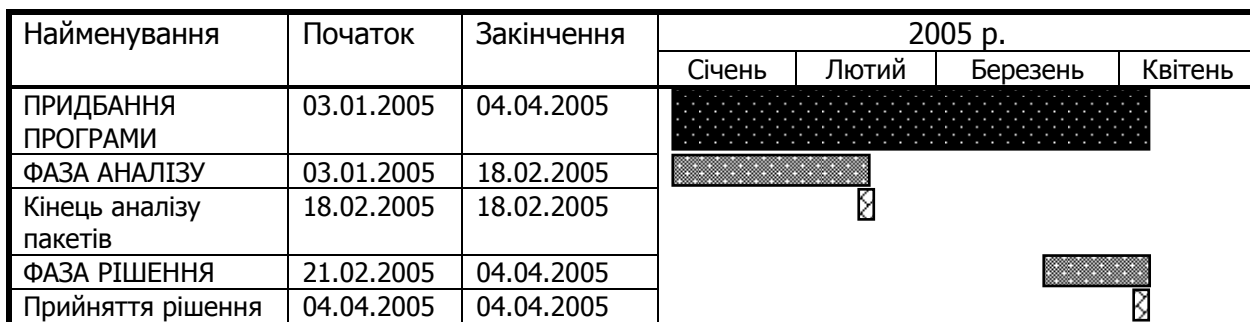 Найменування Початок Закінчення 2005 р.
Січень Лютий Березень Квітень
ПРИДБАННЯ 03.01.2005 04.04.2005
ПРОГРАМИ
ФАЗА АНАЛІЗУ 03.01.2005 18.02.2005
Кінець аналізу 18.02.2005 18.02.2005
пакетів
ФАЗА РІШЕННЯ 21.02.2005 04.04.2005
Прийняття рішення 04.04.2005 04.04.2005